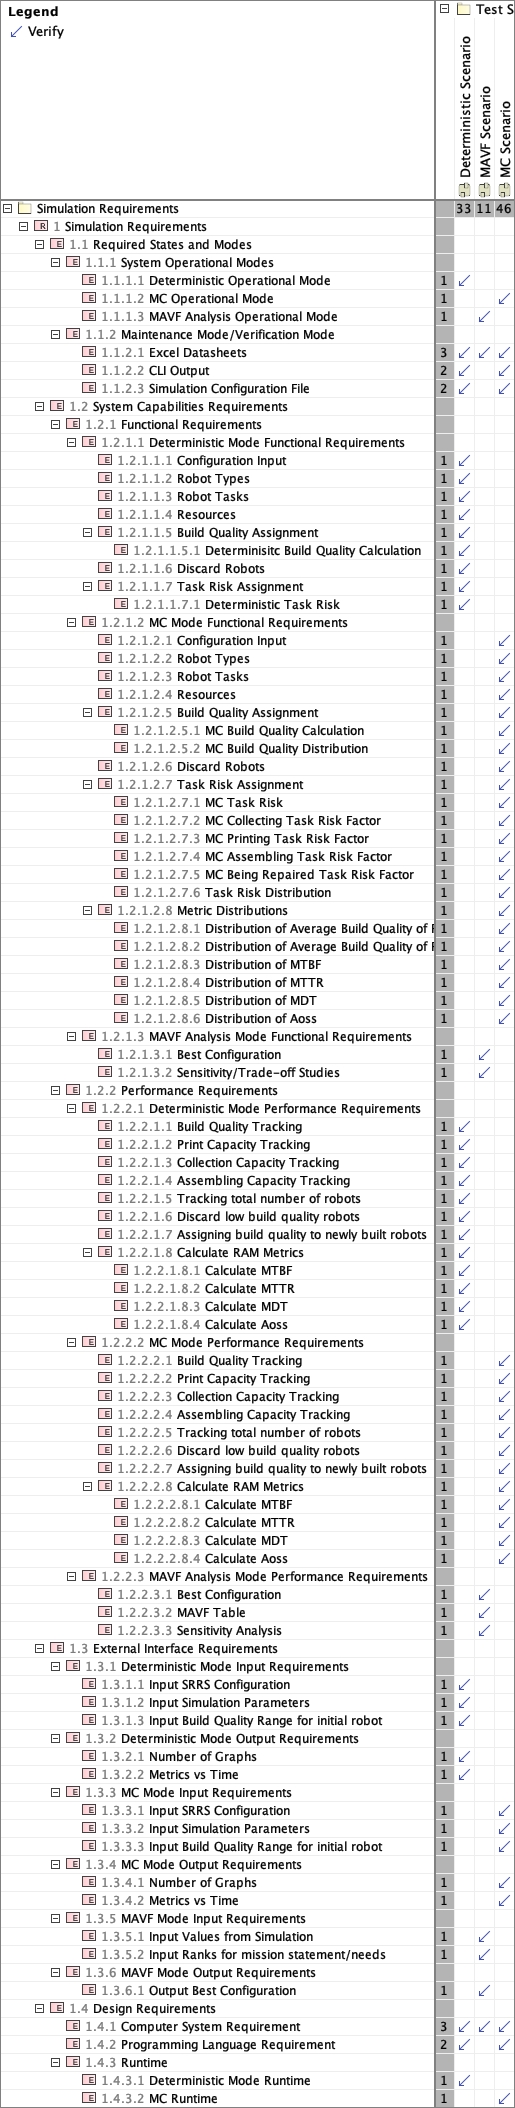 Legend
Verify
Test S
Deterministic Scenario
MAVF Scenario
MC Scenario
Simulation Requirements 33 11 46
1 Simulation Requirements
1.1 Required States and Modes
1.1.1 System Operational Modes
1.1.1.1 Deterministic Operational Mode 1
1.1.1.2 MC Operational Mode 1
1.1.1.3 MAVF Analysis Operational Mode 1
1.1.2 Maintenance Mode/Verification Mode
1.1.2.1 Excel Datasheets 3
1.1.2.2 CLI Output 2
1.1.2.3 Simulation Configuration File 2
1.2 System Capabilities Requirements
1.2.1 Functional Requirements
1.2.1.1 Deterministic Mode Functional Requirements
1.2.1.1.1 Configuration Input 1
1.2.1.1.2 Robot Types 1
1.2.1.1.3 Robot Tasks 1
1.2.1.1.4 Resources 1
1.2.1.1.5 Build Quality Assignment 1
1.2.1.1.5.1 Determinisitc Build Quality Calculation 1
1.2.1.1.6 Discard Robots 1
1.2.1.1.7 Task Risk Assignment 1
1.2.1.1.7.1 Deterministic Task Risk 1
1.2.1.2 MC Mode Functional Requirements
1.2.1.2.1 Configuration Input 1
1.2.1.2.2 Robot Types 1
1.2.1.2.3 Robot Tasks 1
1.2.1.2.4 Resources 1
1.2.1.2.5 Build Quality Assignment 1
1.2.1.2.5.1 MC Build Quality Calculation 1
1.2.1.2.5.2 MC Build Quality Distribution 1
1.2.1.2.6 Discard Robots 1
1.2.1.2.7 Task Risk Assignment 1
1.2.1.2.7.1 MC Task Risk 1
1.2.1.2.7.2 MC Collecting Task Risk Factor 1
1.2.1.2.7.3 MC Printing Task Risk Factor 1
1.2.1.2.7.4 MC Assembling Task Risk Factor 1
1.2.1.2.7.5 MC Being Repaired Task Risk Factor 1
1.2.1.2.7.6 Task Risk Distribution 1
1.2.1.2.8 Metric Distributions 1
1.2.1.2.8.1 Distribution of Average Build Quality of 1
1.2.1.2.8.2 Distribution of Average Build Quality of 1
1.2.1.2.8.3 Distribution of MTBF 1
1.2.1.2.8.4 Distribution of MTTR 1
1.2.1.2.8.5 Distribution of MDT 1
1.2.1.2.8.6 Distribution of Aoss 1
1.2.1.3 MAVF Analysis Mode Functional Requirements
1.2.1.3.1 Best Configuration 1
1.2.1.3.2 Sensitivity/Trade-off Studies 1
1.2.2 Performance Requirements
1.2.2.1 Deterministic Mode Performance Requirements
1.2.2.1.1 Build Quality Tracking 1
1.2.2.1.2 Print Capacity Tracking 1
1.2.2.1.3 Collection Capacity Tracking 1
1.2.2.1.4 Assembling Capacity Tracking 1
1.2.2.1.5 Tracking total number of robots 1
1.2.2.1.6 Discard low build quality robots 1
1.2.2.1.7 Assigning build quality to newly built robots 1
1.2.2.1.8 Calculate RAM Metrics 1
1.2.2.1.8.1 Calculate MTBF 1
1.2.2.1.8.2 Calculate MTTR 1
1.2.2.1.8.3 Calculate MDT 1
1.2.2.1.8.4 Calculate Aoss 1
1.2.2.2 MC Mode Performance Requirements
1.2.2.2.1 Build Quality Tracking 1
1.2.2.2.2 Print Capacity Tracking 1
1.2.2.2.3 Collection Capacity Tracking 1
1.2.2.2.4 Assembling Capacity Tracking 1
1.2.2.2.5 Tracking total number of robots 1
1.2.2.2.6 Discard low build quality robots 1
1.2.2.2.7 Assigning build quality to newly built robots 1
1.2.2.2.8 Calculate RAM Metrics 1
1.2.2.2.8.1 Calculate MTBF 1
1.2.2.2.8.2 Calculate MTTR 1
1.2.2.2.8.3 Calculate MDT 1
1.2.2.2.8.4 Calculate Aoss 1
1.2.2.3 MAVF Analysis Mode Performance Requirements
1.2.2.3.1 Best Configuration 1
1.2.2.3.2 MAVF Table 1
1.2.2.3.3 Sensitivity Analysis 1
1.3 External Interface Requirements
1.3.1 Deterministic Mode Input Requirements
1.3.1.1 Input SRRS Configuration 1
1.3.1.2 Input Simulation Parameters 1
1.3.1.3 Input Build Quality Range for initial robot 1
1.3.2 Deterministic Mode Output Requirements
1.3.2.1 Number of Graphs 1
1.3.2.2 Metrics vs Time 1
1.3.3 MC Mode Input Requirements
1.3.3.1 Input SRRS Configuration 1
1.3.3.2 Input Simulation Parameters 1
1.3.3.3 Input Build Quality Range for initial robot 1
1.3.4 MC Mode Output Requirements
1.3.4.1 Number of Graphs 1
1.3.4.2 Metrics vs Time 1
1.3.5 MAVF Mode Input Requirements
1.3.5.1 Input Values from Simulation 1
1.3.5.2 Input Ranks for mission statement/needs 1
1.3.6 MAVF Mode Output Requirements
1.3.6.1 Output Best Configuration 1
1.4 Design Requirements
1.4.1 Computer System Requirement 3
1.4.2 Programming Language Requirement 2
1.4.3 Runtime
1.4.3.1 Deterministic Mode Runtime 1
1.4.3.2 MC Runtime 1